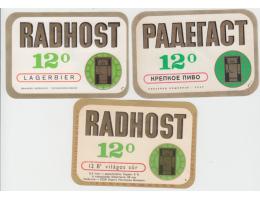 RADHOST
12°
LAGERBIER
РАДЕГАСТ
12°
КРЕПКОЕ ПИВО
RADHOST
12°
12 B° világos sör